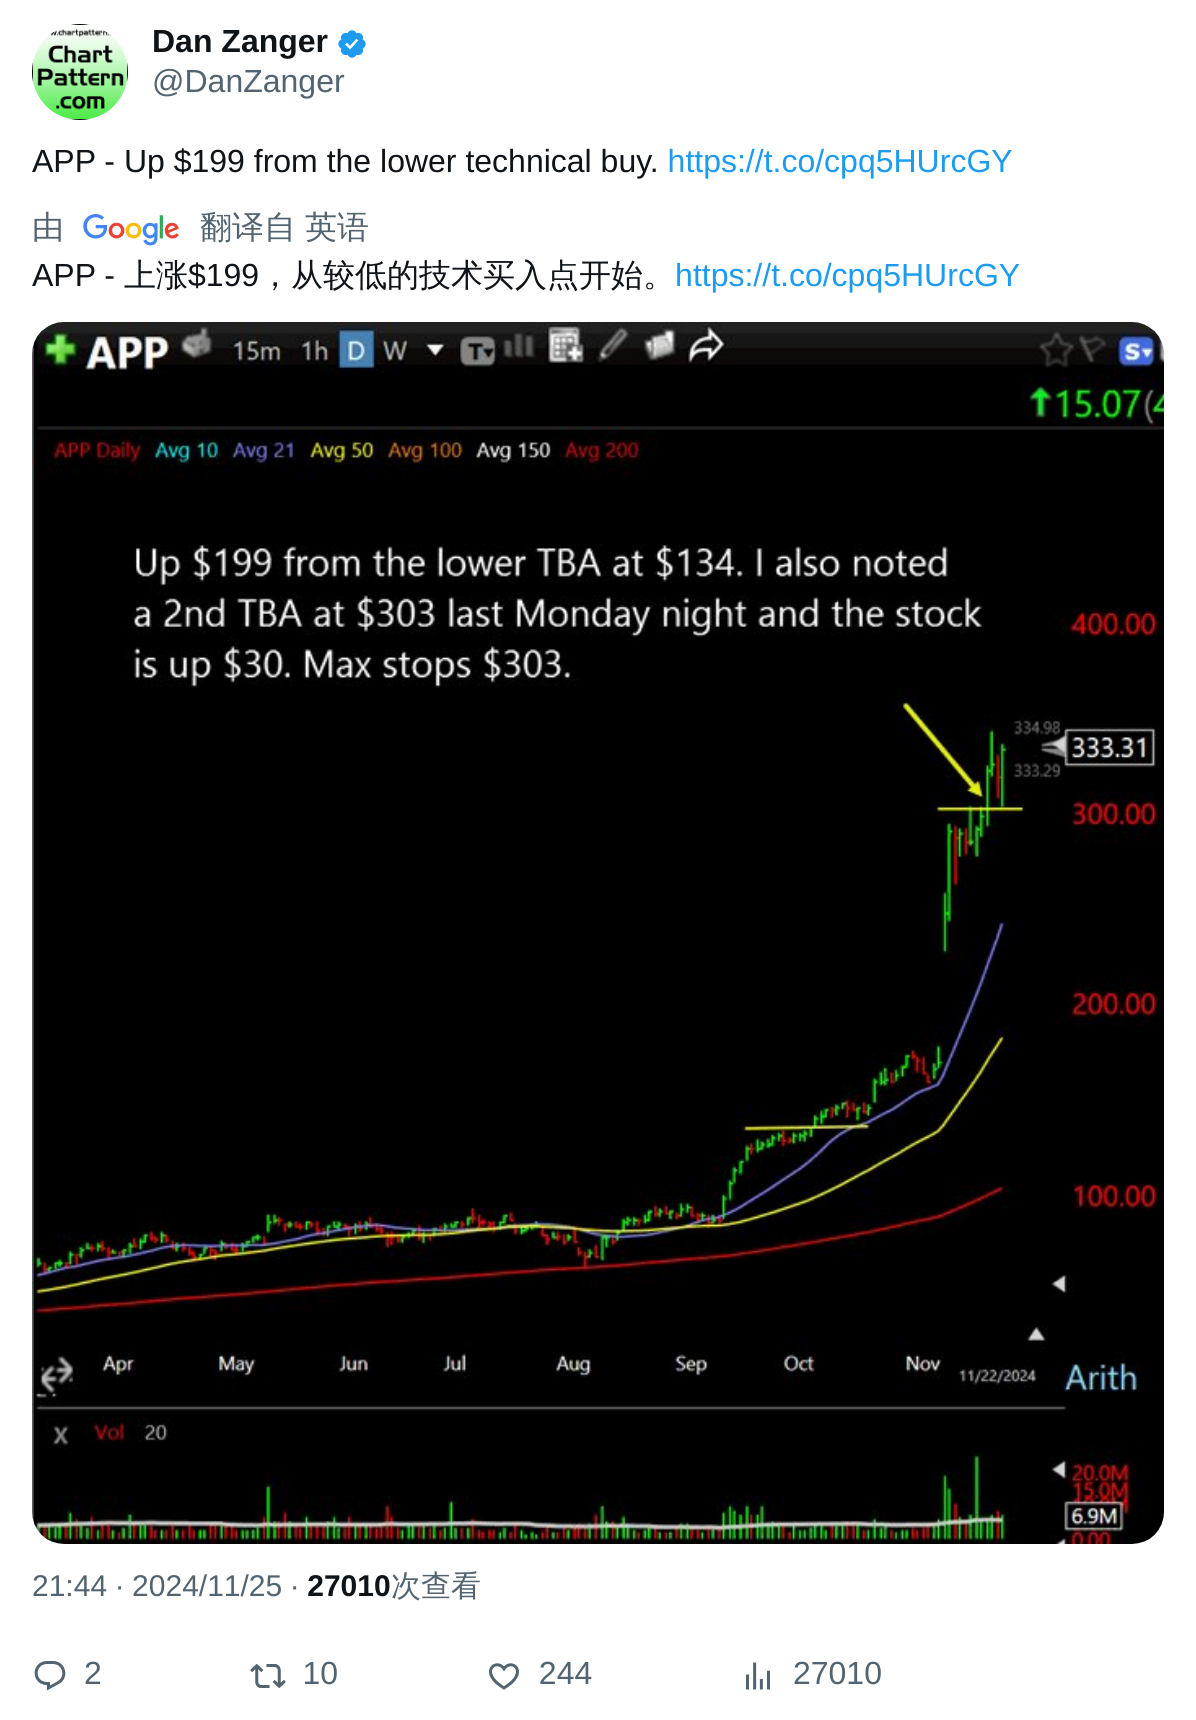 w.chartpattern.
Chart
Pattern
.com
Dan Zanger
@DanZanger
APP - Up $199 from the lower technical buy. https://t.co/cpq5HUrcGY
由 Google 翻译自 英语
APP - 上涨$199，从较低的技术买入点开始。https://t.co/cpq5HUrcGY
APP 15m 1h D W T S
15.07(4
APP Daily Avg 10 Avg 21 Avg 50 Avg 100 Avg 150 Avg 200
Up $199 from the lower TBA at $134. I also noted
a 2nd TBA at $303 last Monday night and the stock
is up $30. Max stops $303.
400.00
334.98
333.31
333.29
300.00
200.00
100.00
Apr May Jun Jul Aug Sep Oct Nov 11/22/2024 Arith
X Vol 20
20.0M
15.0M
6.9M
0.00
21:44 · 2024/11/25 · 27010次查看
2 10 244 27010